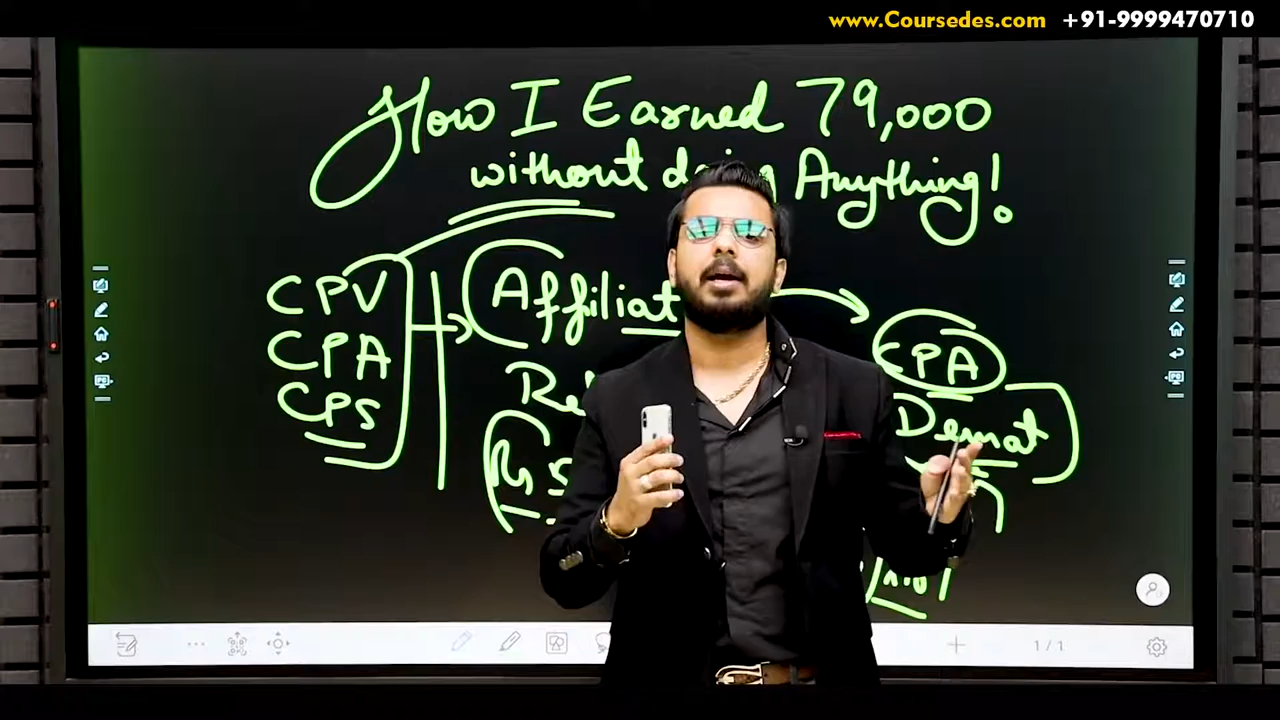 www.Coursedes.com +91-9999470710
How I Earned 79,000
without doing Anything!
CPV
CPA
CPS
Affiliat
CPA
Demat
1/1